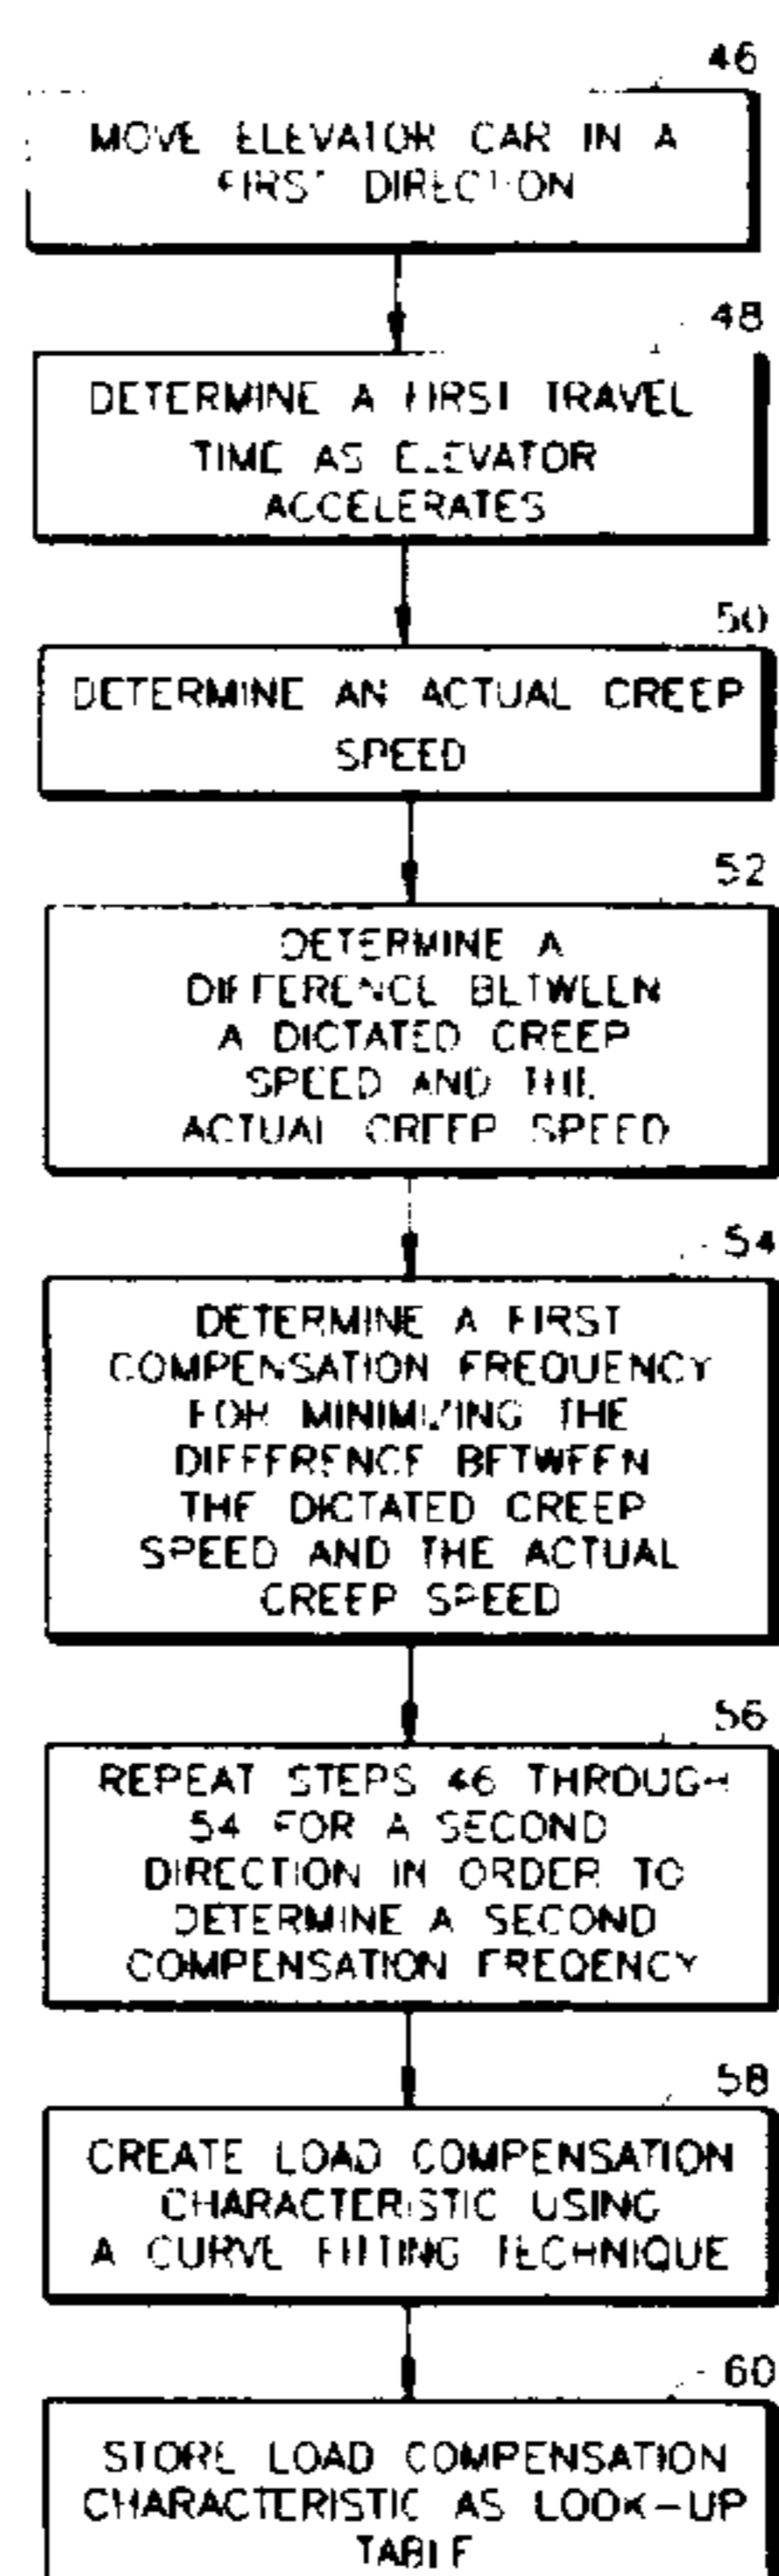 46
MOVE ELEVATOR CAR IN A
FIRST DIRECTION
48
DETERMINE A FIRST TRAVEL
TIME AS ELEVATOR
ACCELERATES
50
DETERMINE AN ACTUAL CREEP
SPEED
52
DETERMINE A
DIFFERENCE BETWEEN
A DICTATED CREEP
SPEED AND THE
ACTUAL CREEP SPEED
54
DETERMINE A FIRST
COMPENSATION FREQUENCY
FOR MINIMIZING THE
DIFFERENCE BETWEEN
THE DICTATED CREEP
SPEED AND THE ACTUAL
CREEP SPEED
56
REPEAT STEPS 46 THROUGH
54 FOR A SECOND
DIRECTION IN ORDER TO
DETERMINE A SECOND
COMPENSATION FREQENCY
58
CREATE LOAD COMPENSATION
CHARACTERISTIC USING
A CURVE FITTING TECHNIQUE
60
STORE LOAD COMPENSATION
CHARACTERISTIC AS LOOK-UP
TABLE